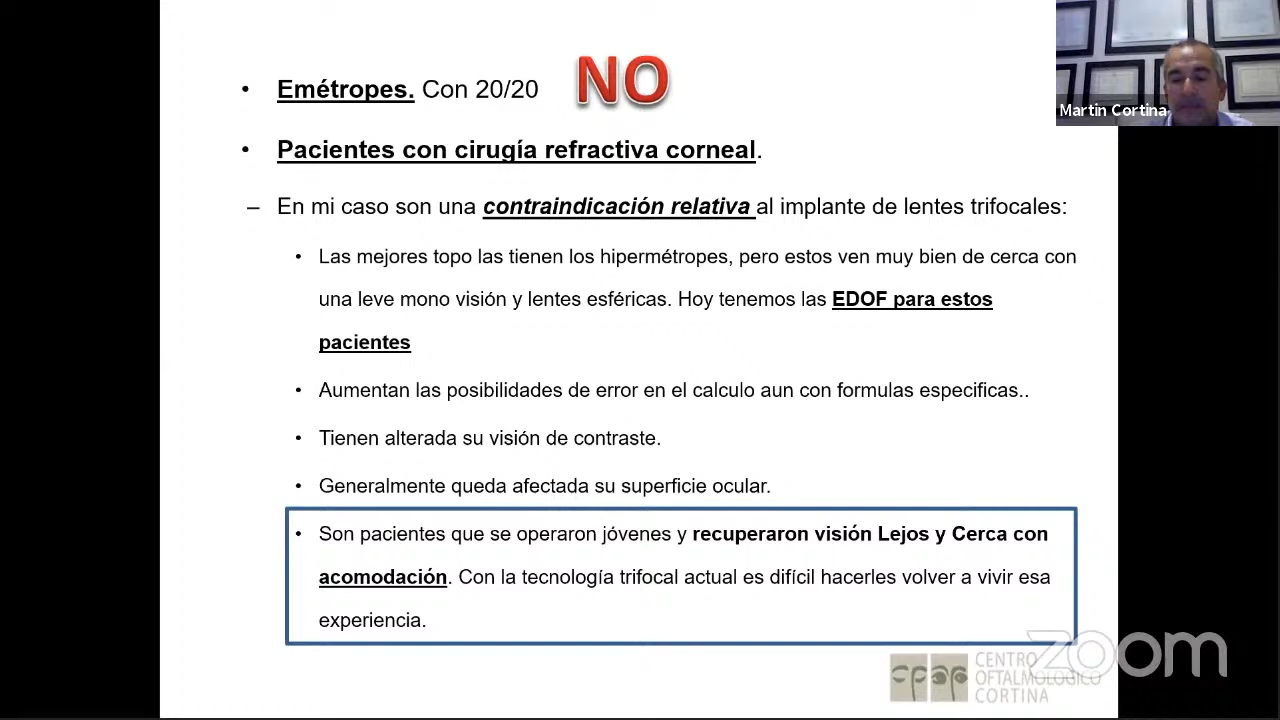 • Emétropes. Con 20/20 NO
Martin Cortina
• Pacientes con cirugía refractiva corneal.
– En mi caso son una contraindicación relativa al implante de lentes trifocales:
• Las mejores topo las tienen los hipermétropes, pero estos ven muy bien de cerca con
una leve mono visión y lentes esféricas. Hoy tenemos las EDOF para estos
pacientes
• Aumentan las posibilidades de error en el calculo aun con formulas especificas..
• Tienen alterada su visión de contraste.
• Generalmente queda afectada su superficie ocular.
• Son pacientes que se operaron jóvenes y recuperaron visión Lejos y Cerca con
acomodación. Con la tecnología trifocal actual es difícil hacerles volver a vivir esa
experiencia.
zoom
CENTRO
OFTALMOLOGICO
CORTINA